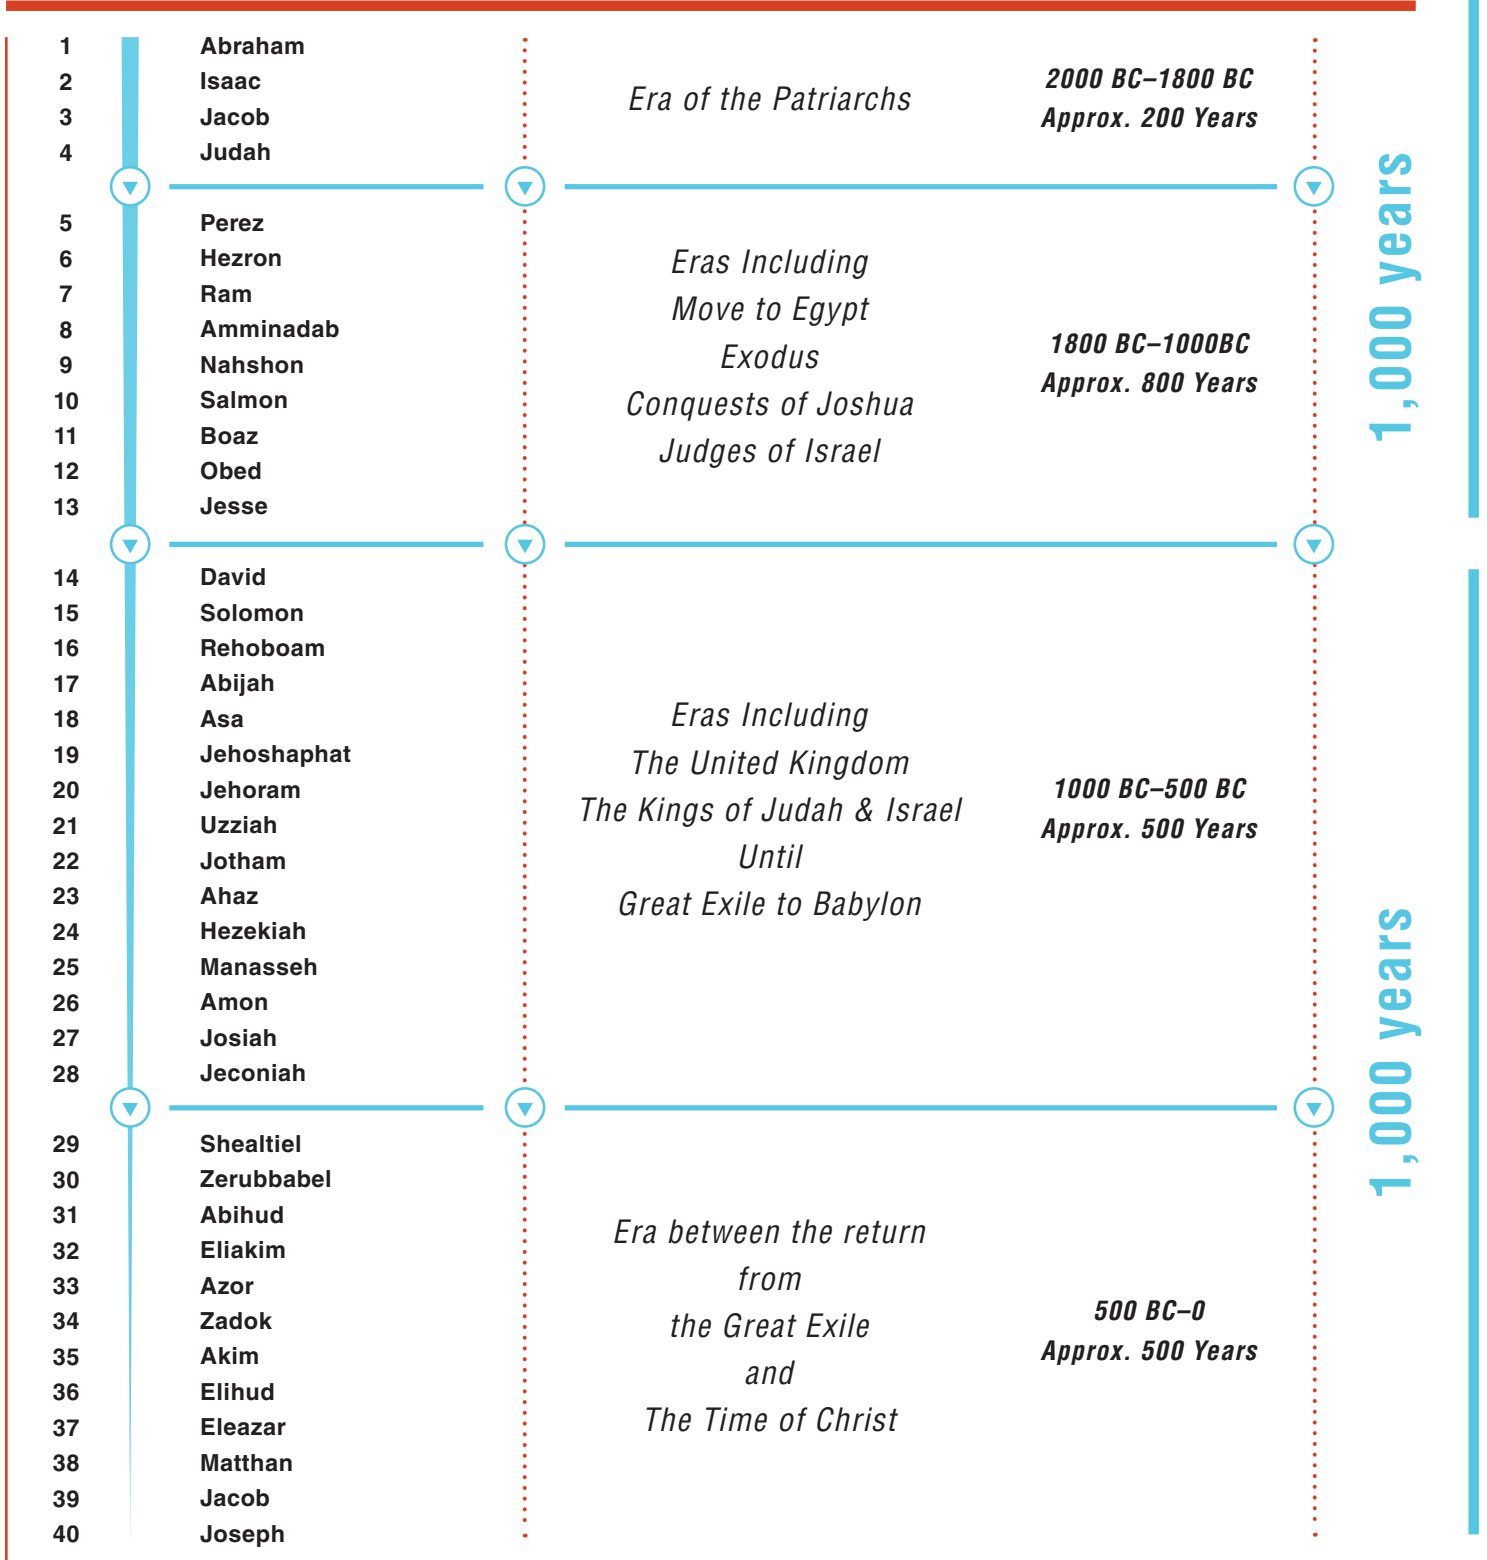 1 Abraham
2 Isaac
3 Jacob
4 Judah
Era of the Patriarchs
2000 BC–1800 BC
Approx. 200 Years
5 Perez
6 Hezron
7 Ram
8 Amminadab
9 Nahshon
10 Salmon
11 Boaz
12 Obed
13 Jesse
Eras Including
Move to Egypt
Exodus
Conquests of Joshua
Judges of Israel
1800 BC–1000BC
Approx. 800 Years
1,000 years
14 David
15 Solomon
16 Rehoboam
17 Abijah
18 Asa
19 Jehoshaphat
20 Jehoram
21 Uzziah
22 Jotham
23 Ahaz
24 Hezekiah
25 Manasseh
26 Amon
27 Josiah
28 Jeconiah
Eras Including
The United Kingdom
The Kings of Judah & Israel
Until
Great Exile to Babylon
1000 BC–500 BC
Approx. 500 Years
29 Shealtiel
30 Zerubbabel
31 Abihud
32 Eliakim
33 Azor
34 Zadok
35 Akim
36 Elihud
37 Eleazar
38 Matthan
39 Jacob
40 Joseph
Era between the return
from
the Great Exile
and
The Time of Christ
500 BC–0
Approx. 500 Years
1,000 years